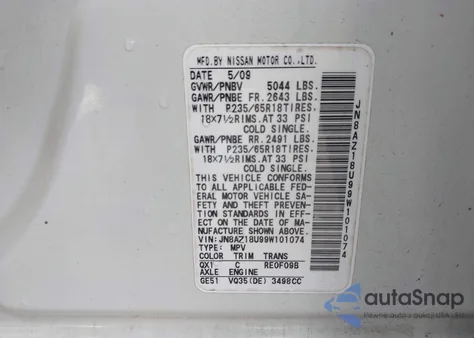 MFD.BY NISSAN MOTOR CO.,LTD.
DATE 5/09
GVWR/PNBV 5044 LBS.
GAWR/PNBE FR.2643 LBS.
WITH P235/65R18TIRES,
18X7½RIMS,AT 33 PSI
COLD SINGLE.
GAWR/PNBE RR.2491 LBS.
WITH P235/65R18TIRES,
18X7½RIMS,AT 33 PSI
COLD SINGLE.
THIS VEHICLE CONFORMS
TO ALL APPLICABLE FED-
ERAL MOTOR VEHICLE SA-
FETY AND THEFT PREVEN-
TION STANDARDS IN EF-
FECT ON THE DATE OF MA-
NUFACTURE SHOWN ABOVE.
VIN:JN8AZ18U99W101074
TYPE MPV
COLOR TRIM TRANS
QX1 C RE0F09B
AXLE ENGINE
GE51 VQ35(DE) 3498CC
JN8AZ18U99W101074
autoSnap